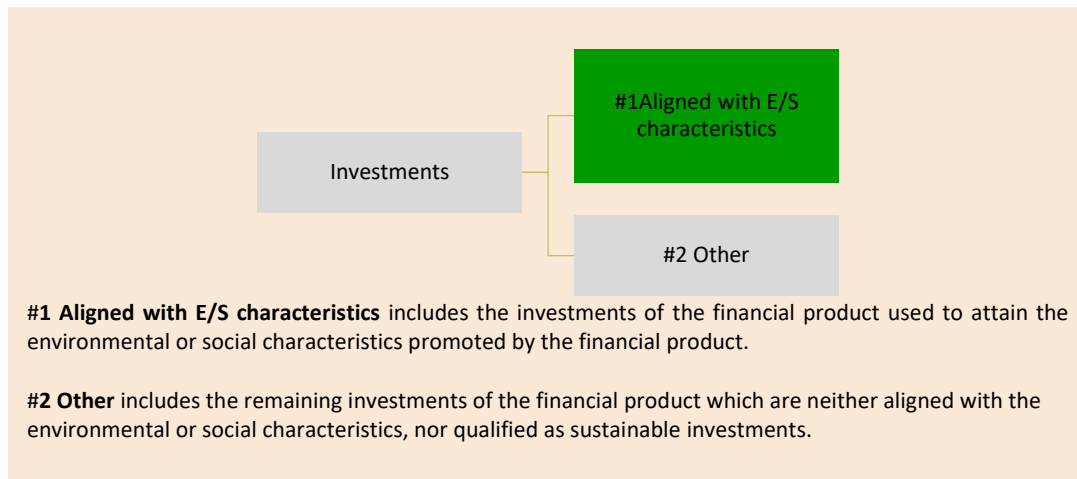 #1Aligned with E/S
characteristics
Investments
#2 Other
#1 Aligned with E/S characteristics includes the investments of the financial product used to attain the
environmental or social characteristics promoted by the financial product.
#2 Other includes the remaining investments of the financial product which are neither aligned with the
environmental or social characteristics, nor qualified as sustainable investments.